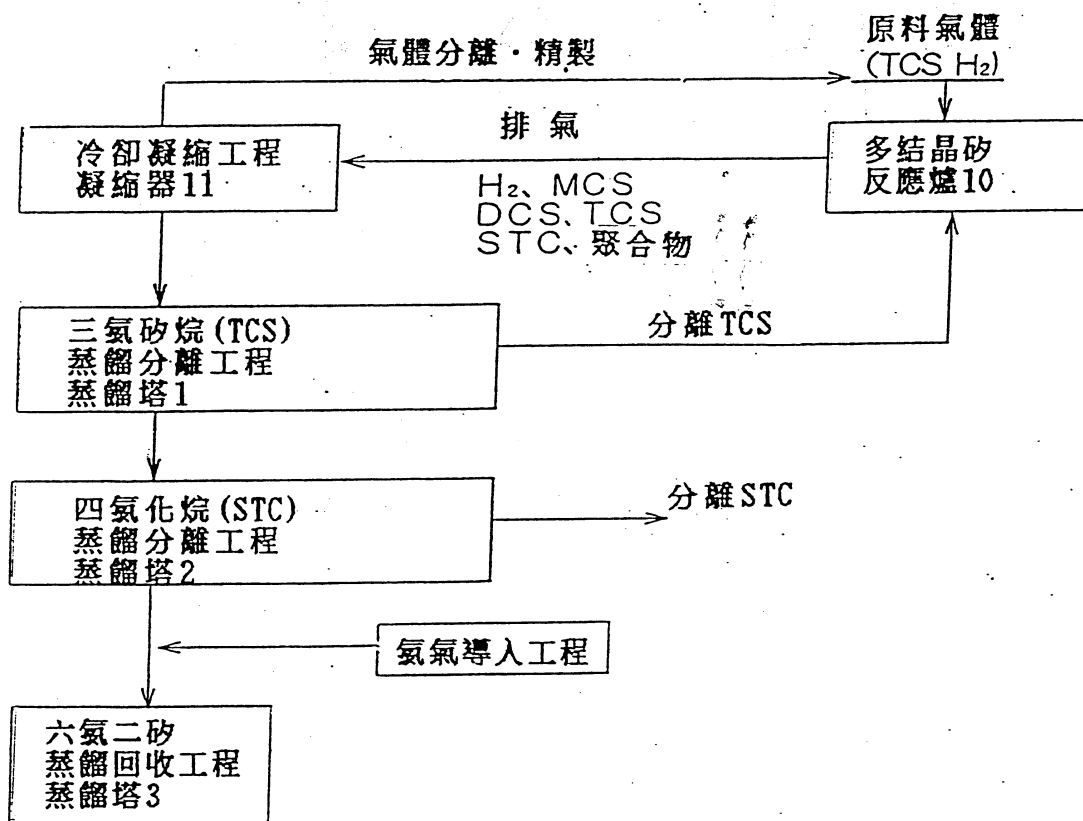 氣體分離・精製
原料氣體
(TCS H₂)
排氣
冷卻凝縮工程
凝縮器11
多結晶矽
反應爐10
H₂、MCS
DCS、TCS
STC、聚合物
三氯矽烷(TCS)
蒸餾分離工程
蒸餾塔1
分離TCS
四氯化烷(STC)
蒸餾分離工程
蒸餾塔2
分離STC
氯氣導入工程
六氯二矽
蒸餾回收工程
蒸餾塔3